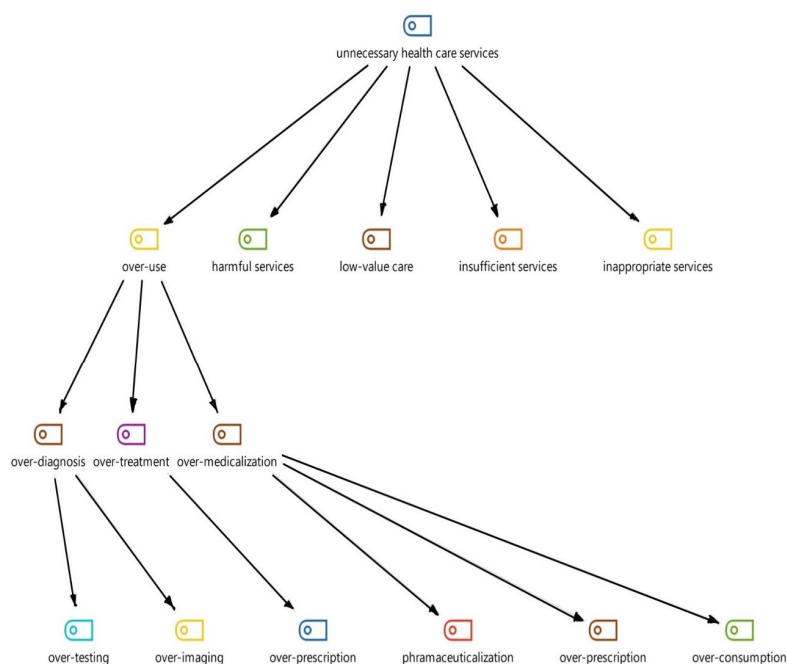 unnecessary health care services
over-use
harmful services
low-value care
insufficient services
inappropriate services
over-diagnosis
over-treatment
over-medicalization
over-testing
over-imaging
over-prescription
phramaceuticalization
over-prescription
over-consumption